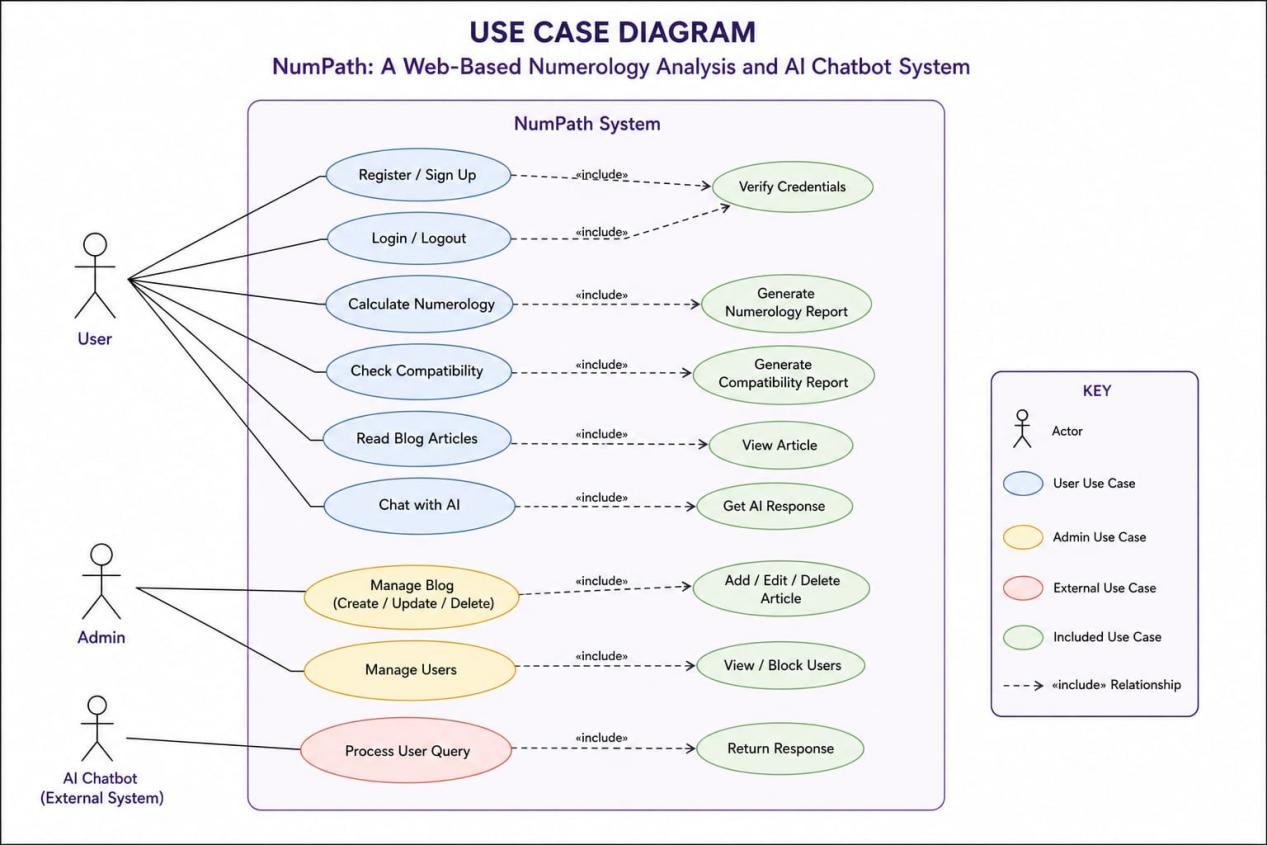 USE CASE DIAGRAM
NumPath: A Web-Based Numerology Analysis and AI Chatbot System
NumPath System
Register / Sign Up
«include»
Verify Credentials
Login / Logout
«include»
User
Calculate Numerology
«include»
Generate
Numerology Report
Check Compatibility
«include»
Generate
Compatibility Report
Read Blog Articles
«include»
View Article
Chat with AI
«include»
Get AI Response
Admin
Manage Blog
(Create / Update / Delete)
«include»
Add / Edit / Delete
Article
Manage Users
«include»
View / Block Users
AI Chatbot
(External System)
Process User Query
«include»
Return Response
KEY
Actor
User Use Case
Admin Use Case
External Use Case
Included Use Case
«include» Relationship